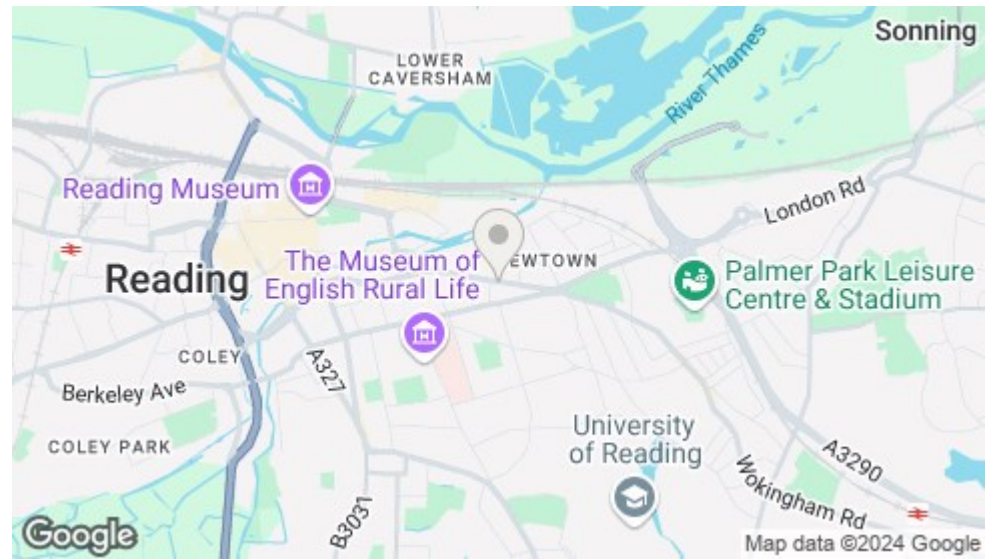 Sonning
LOWER
CAVERSHAM
River Thames
Reading Museum
London Rd
The Museum of
English Rural Life
EWTOWN
Reading
Palmer Park Leisure
Centre & Stadium
COLEY
A327
Berkeley Ave
University
of Reading
COLEY PARK
A3290
Wokingham Rd
B3031
Google
Map data ©2024 Google